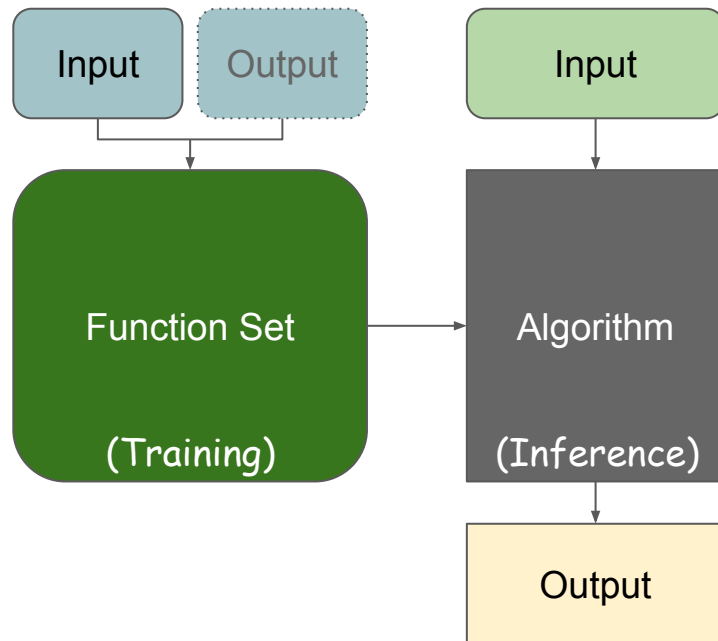 Input
Output
Input
Function Set
(Training)
Algorithm
(Inference)
Output